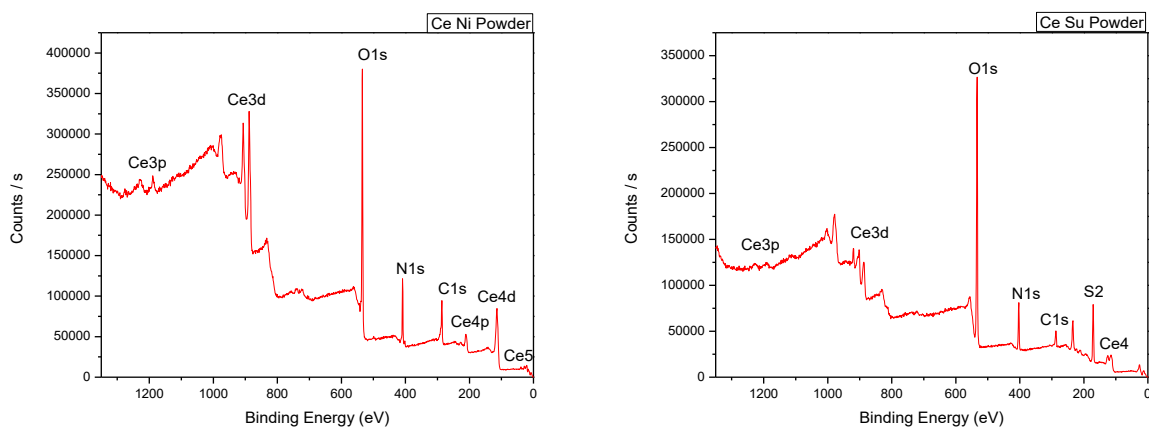 Ce Ni Powder
400000
350000
300000
250000
200000
150000
100000
50000
0
Counts / s
Ce3p
Ce3d
O1s
N1s
C1s
Ce4p
Ce4d
Ce5
1200 1000 800 600 400 200 0
Binding Energy (eV)
Ce Su Powder
350000
300000
250000
200000
150000
100000
50000
0
Counts / s
Ce3p
Ce3d
O1s
N1s
C1s
S2
Ce4
1200 1000 800 600 400 200 0
Binding Energy (eV)